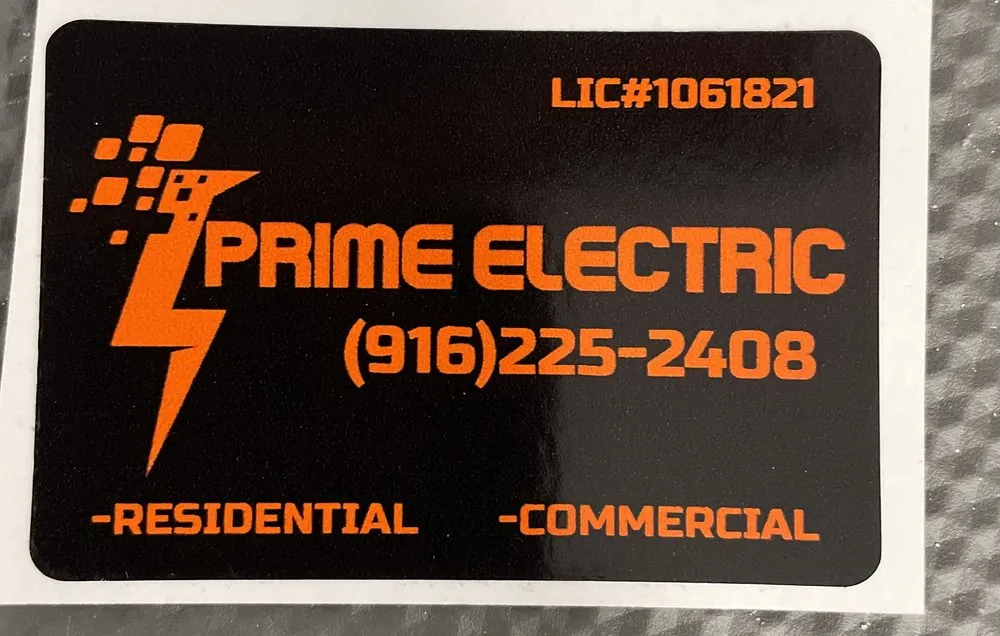 LIC#1061821
PRIME ELECTRIC
(916)225-2408
-RESIDENTIAL -COMMERCIAL